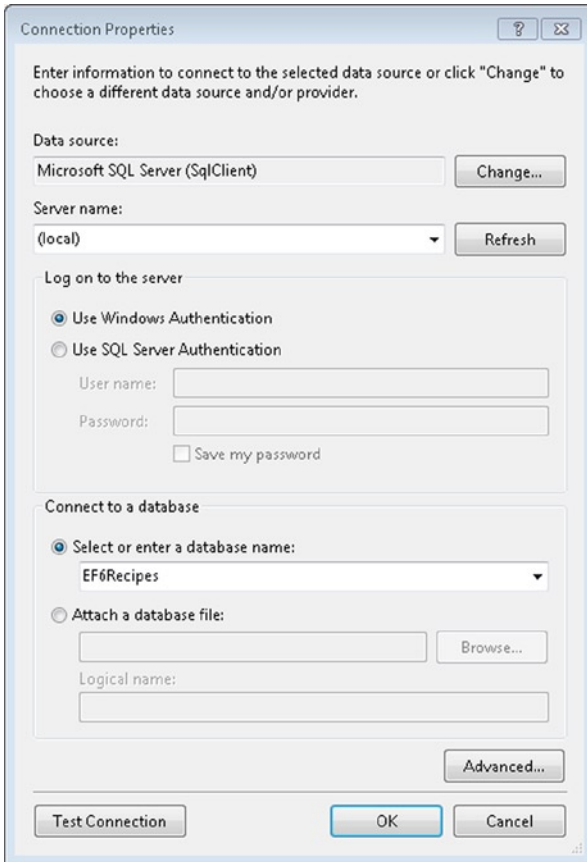 Connection Properties
?
Enter information to connect to the selected data source or click "Change" to
choose a different data source and/or provider.
Data source:
Microsoft SQL Server (SqlClient)
Change...
Server name:
(local)
Refresh
Log on to the server
Use Windows Authentication
Use SQL Server Authentication
User name:
Password:
Save my password
Connect to a database
Select or enter a database name:
EF6Recipes
Attach a database file:
Browse...
Logical name:
Advanced...
Test Connection
OK
Cancel